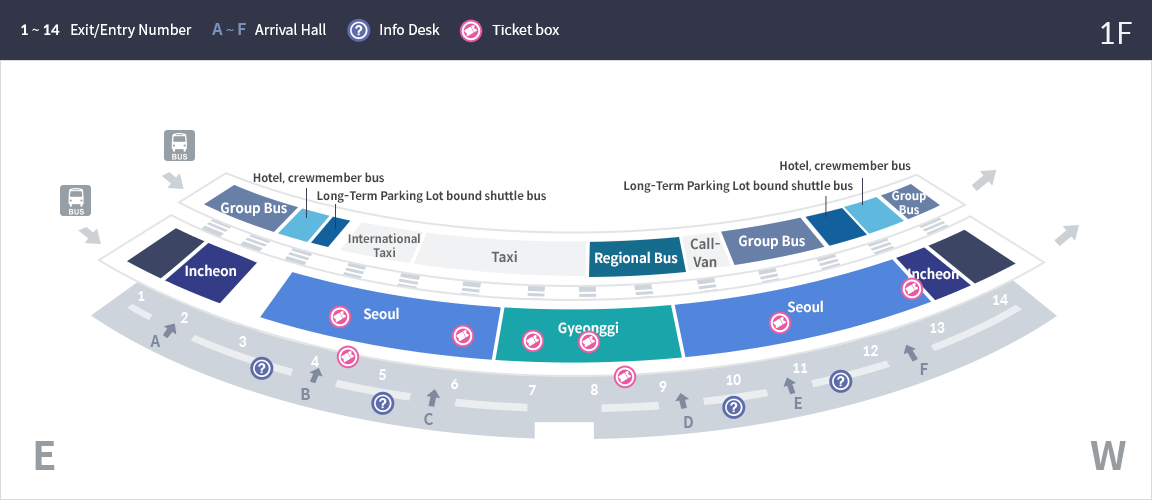 1 ~ 14 Exit/Entry Number A ~ F Arrival Hall ? Info Desk Ticket box 1F
BUS
BUS
Hotel, crewmember bus
Long-Term Parking Lot bound shuttle bus
Hotel, crewmember bus
Long-Term Parking Lot bound shuttle bus
Group Bus
International
Taxi
Taxi
Regional Bus
Call-
Van
Group Bus
Group
Bus
Incheon
Seoul
Gyeonggi
Seoul
Incheon
1
2
3
4
5
6
7
8
9
10
11
12
13
14
A
B
C
D
E
F
?
?
?
?
E
W